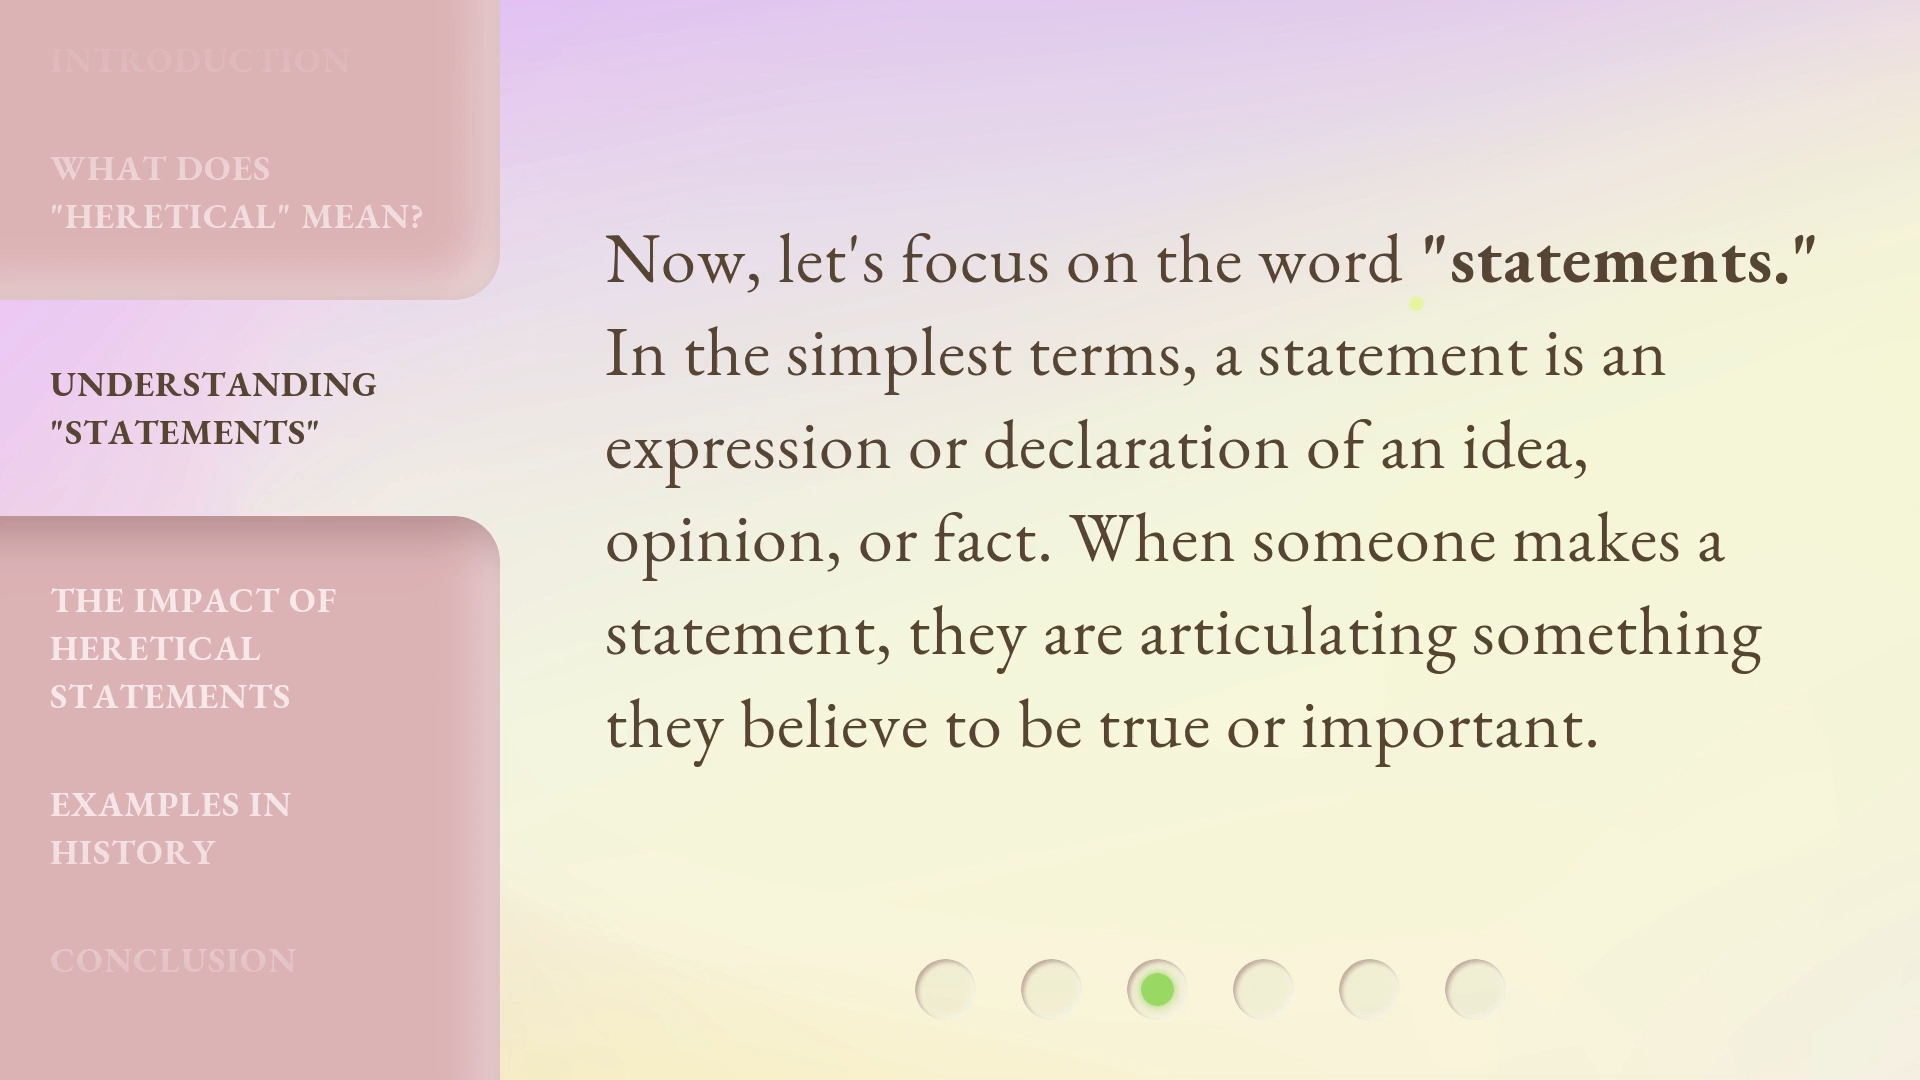 INTRODUCTION
WHAT DOES
"HERETICAL" MEAN?
UNDERSTANDING
"STATEMENTS"
THE IMPACT OF
HERETICAL
STATEMENTS
EXAMPLES IN
HISTORY
CONCLUSION
Now, let's focus on the word "statements."
In the simplest terms, a statement is an
expression or declaration of an idea,
opinion, or fact. When someone makes a
statement, they are articulating something
they believe to be true or important.